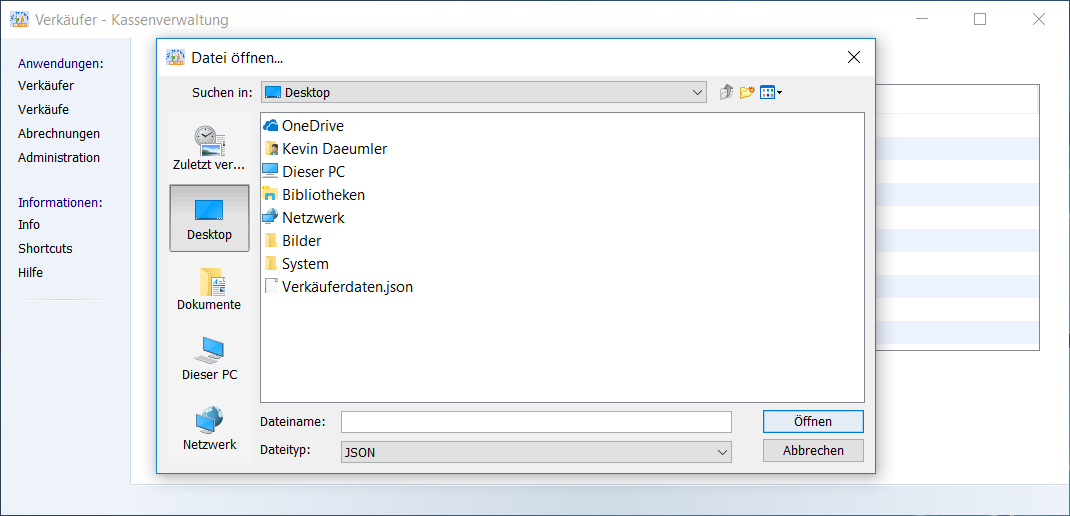 Verkäufer - Kassenverwaltung
Anwendungen:
Verkäufer
Verkäufe
Abrechnungen
Administration
Informationen:
Info
Shortcuts
Hilfe
Datei öffnen...
Suchen in:
Desktop
Zuletzt ver...
Desktop
Dokumente
Dieser PC
Netzwerk
OneDrive
Kevin Daeumler
Dieser PC
Bibliotheken
Netzwerk
Bilder
System
Verkäuferdaten.json
Dateiname:
Öffnen
Dateityp:
JSON
Abbrechen